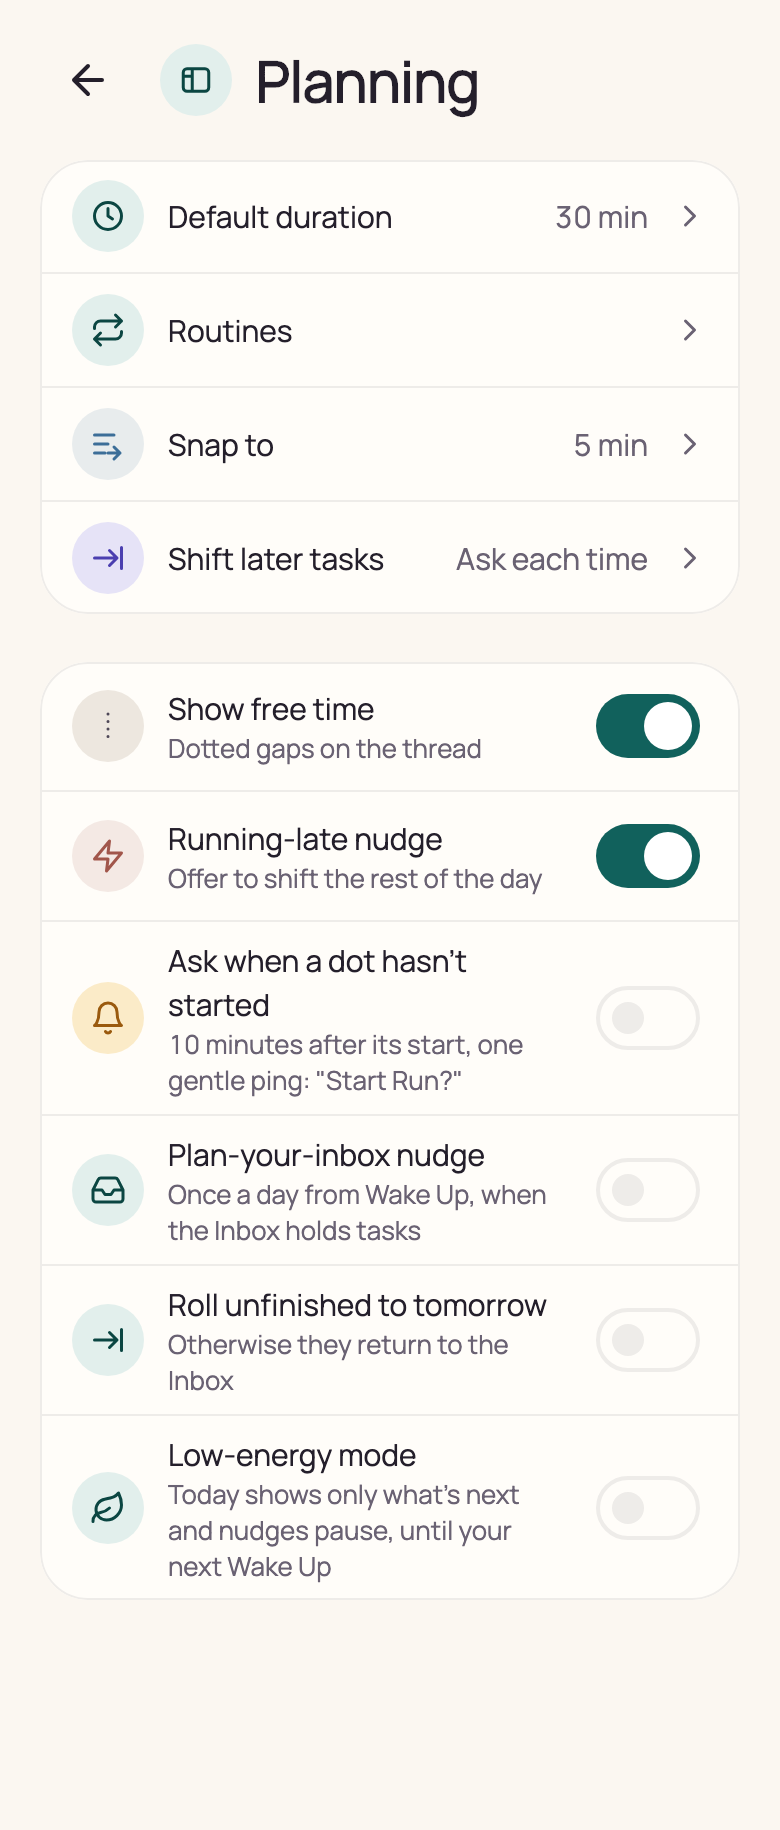 Planning
Default duration 30 min
Routines
Snap to 5 min
Shift later tasks Ask each time
Show free time
Dotted gaps on the thread
Running-late nudge
Offer to shift the rest of the day
Ask when a dot hasn’t
started
10 minutes after its start, one
gentle ping: "Start Run?"
Plan-your-inbox nudge
Once a day from Wake Up, when
the Inbox holds tasks
Roll unfinished to tomorrow
Otherwise they return to the
Inbox
Low-energy mode
Today shows only what’s next
and nudges pause, until your
next Wake Up